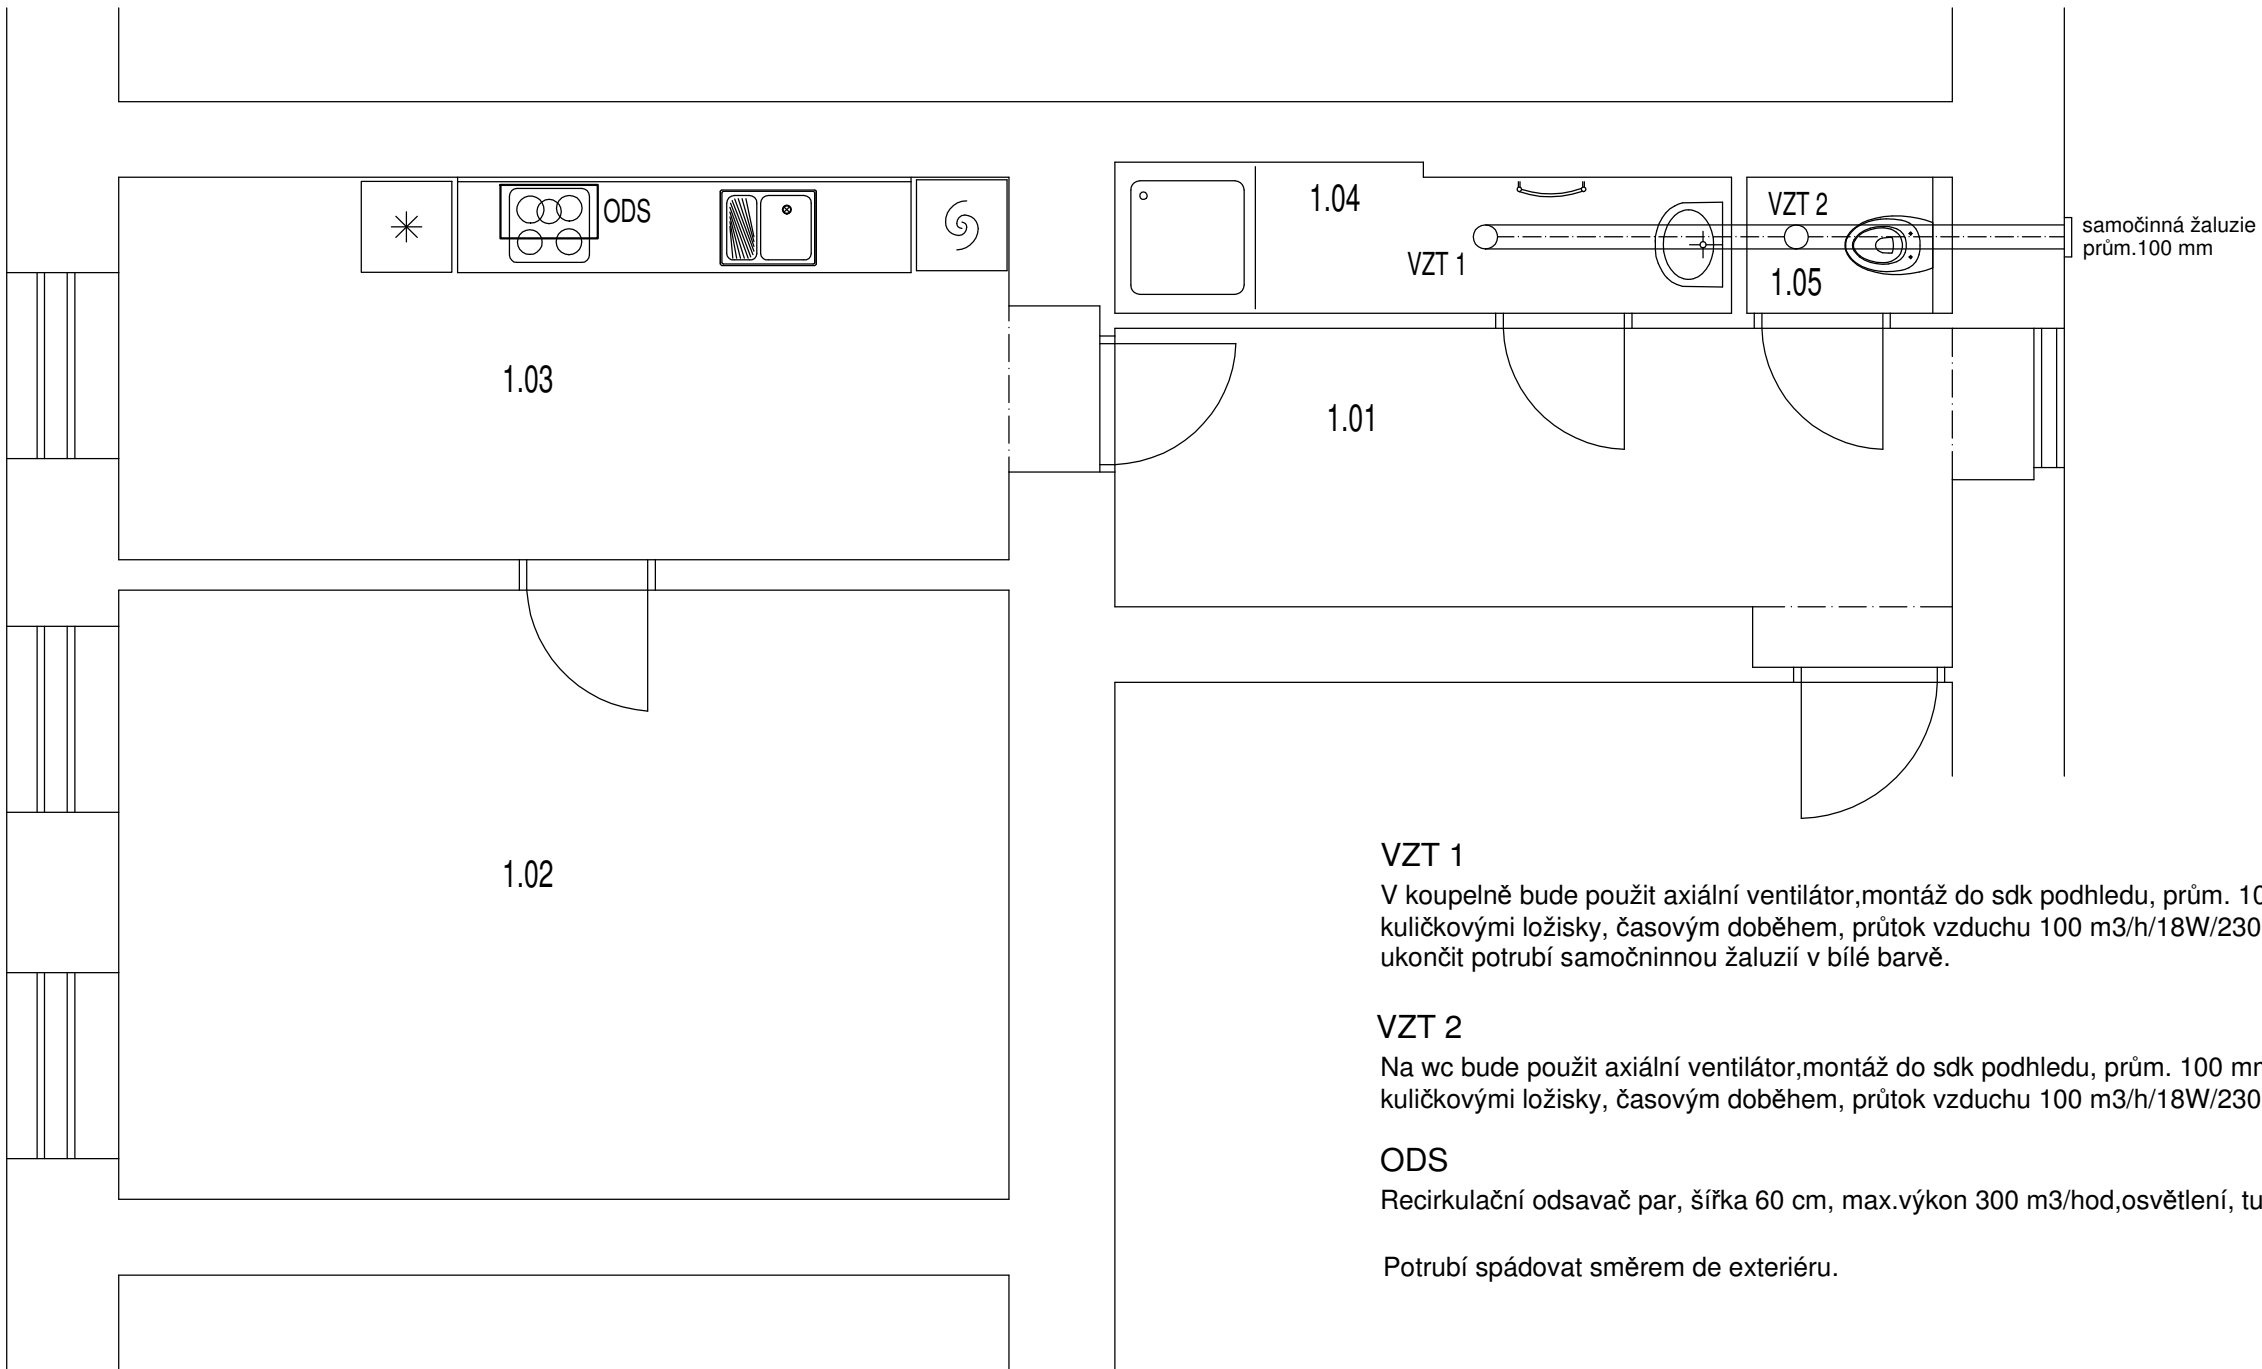 ODS
1.04
VZT 1
VZT 2
1.05
samočinná žaluzie
prům.100 mm
1.03
1.01
1.02
VZT 1
V koupelně bude použit axiální ventilátor,montáž do sdk podhledu, prům. 10
kuličkovými ložisky, časovým doběhem, průtok vzduchu 100 m3/h/18W/230
ukončit potrubí samočninnou žaluzií v bílé barvě.
VZT 2
Na wc bude použit axiální ventilátor,montáž do sdk podhledu, prům. 100 mm
kuličkovými ložisky, časovým doběhem, průtok vzduchu 100 m3/h/18W/230
ODS
Recirkulační odsavač par, šířka 60 cm, max.výkon 300 m3/hod,osvětlení, tu
Potrubí spádovat směrem de exteriéru.